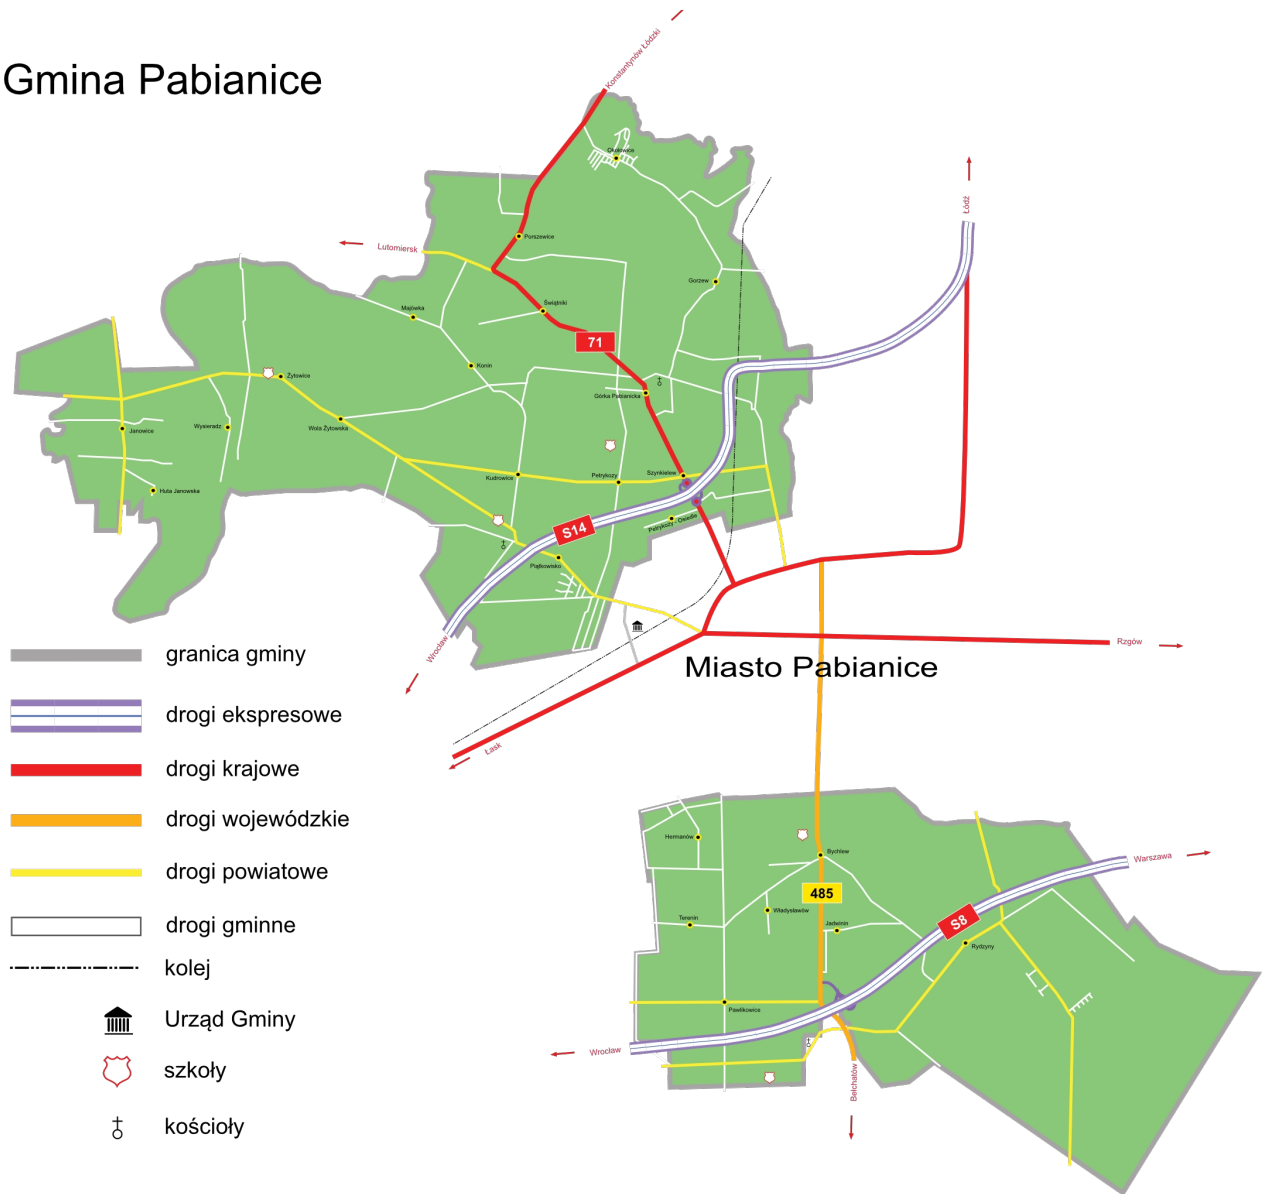 Gmina Pabianice
Konstantynów Łódzki
Okołowice
Łódź
Porszewice
Lutomiersk
Gorzew
Majówka
Świątniki
71
Konin
Żytowice
Górka Pabianicka
Janowice
Wysieradz
Wola Żytowska
Huta Janowska
Kudrowice
Petrykozy
Szynkielew
S14
Petrykozy - Osiedle
Piątkowisko
Wrocław
Rzgów
Miasto Pabianice
Łask
granica gminy
drogi ekspresowe
drogi krajowe
drogi wojewódzkie
drogi powiatowe
drogi gminne
kolej
Urząd Gminy
szkoły
kościoły
Hermanów
Bychlew
Warszawa
485
Terenin
Władysławów
Jadwinin
S8
Rydzyny
Pawlikowice
Wrocław
Bełchatów